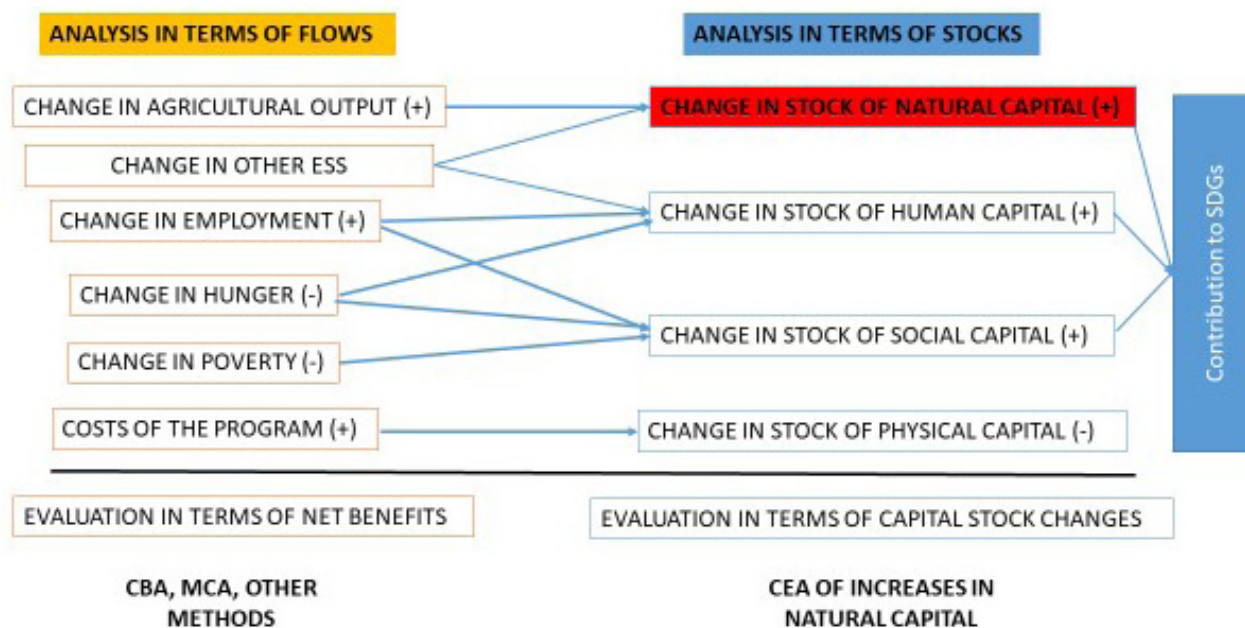 ANALYSIS IN TERMS OF FLOWS
ANALYSIS IN TERMS OF STOCKS
CHANGE IN AGRICULTURAL OUTPUT (+)
CHANGE IN STOCK OF NATURAL CAPITAL (+)
CHANGE IN OTHER ESS
CHANGE IN EMPLOYMENT (+)
CHANGE IN STOCK OF HUMAN CAPITAL (+)
CHANGE IN HUNGER (-)
CHANGE IN STOCK OF SOCIAL CAPITAL (+)
CHANGE IN POVERTY (-)
COSTS OF THE PROGRAM (+)
CHANGE IN STOCK OF PHYSICAL CAPITAL (-)
Contribution to SDGs
EVALUATION IN TERMS OF NET BENEFITS
EVALUATION IN TERMS OF CAPITAL STOCK CHANGES
CBA, MCA, OTHER
METHODS
CEA OF INCREASES IN
NATURAL CAPITAL